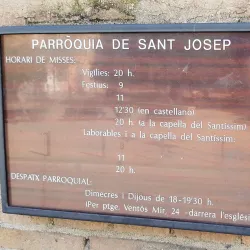 PARRÒQUIA DE SANT JOSEP
HORARI DE MISSES:
Vigílies: 20 h.
Festius: 9
11
12'30 (en castellano)
20 h. (a la capella del Santíssim)
Laborables (a la capella del Santíssim:
11
20 h.
DESPATX PARROQUIAL:
Dimecres i Dijous de 18-19'30 h.
(Per ptge. Ventós Mir, 24 -darrera l'esglés